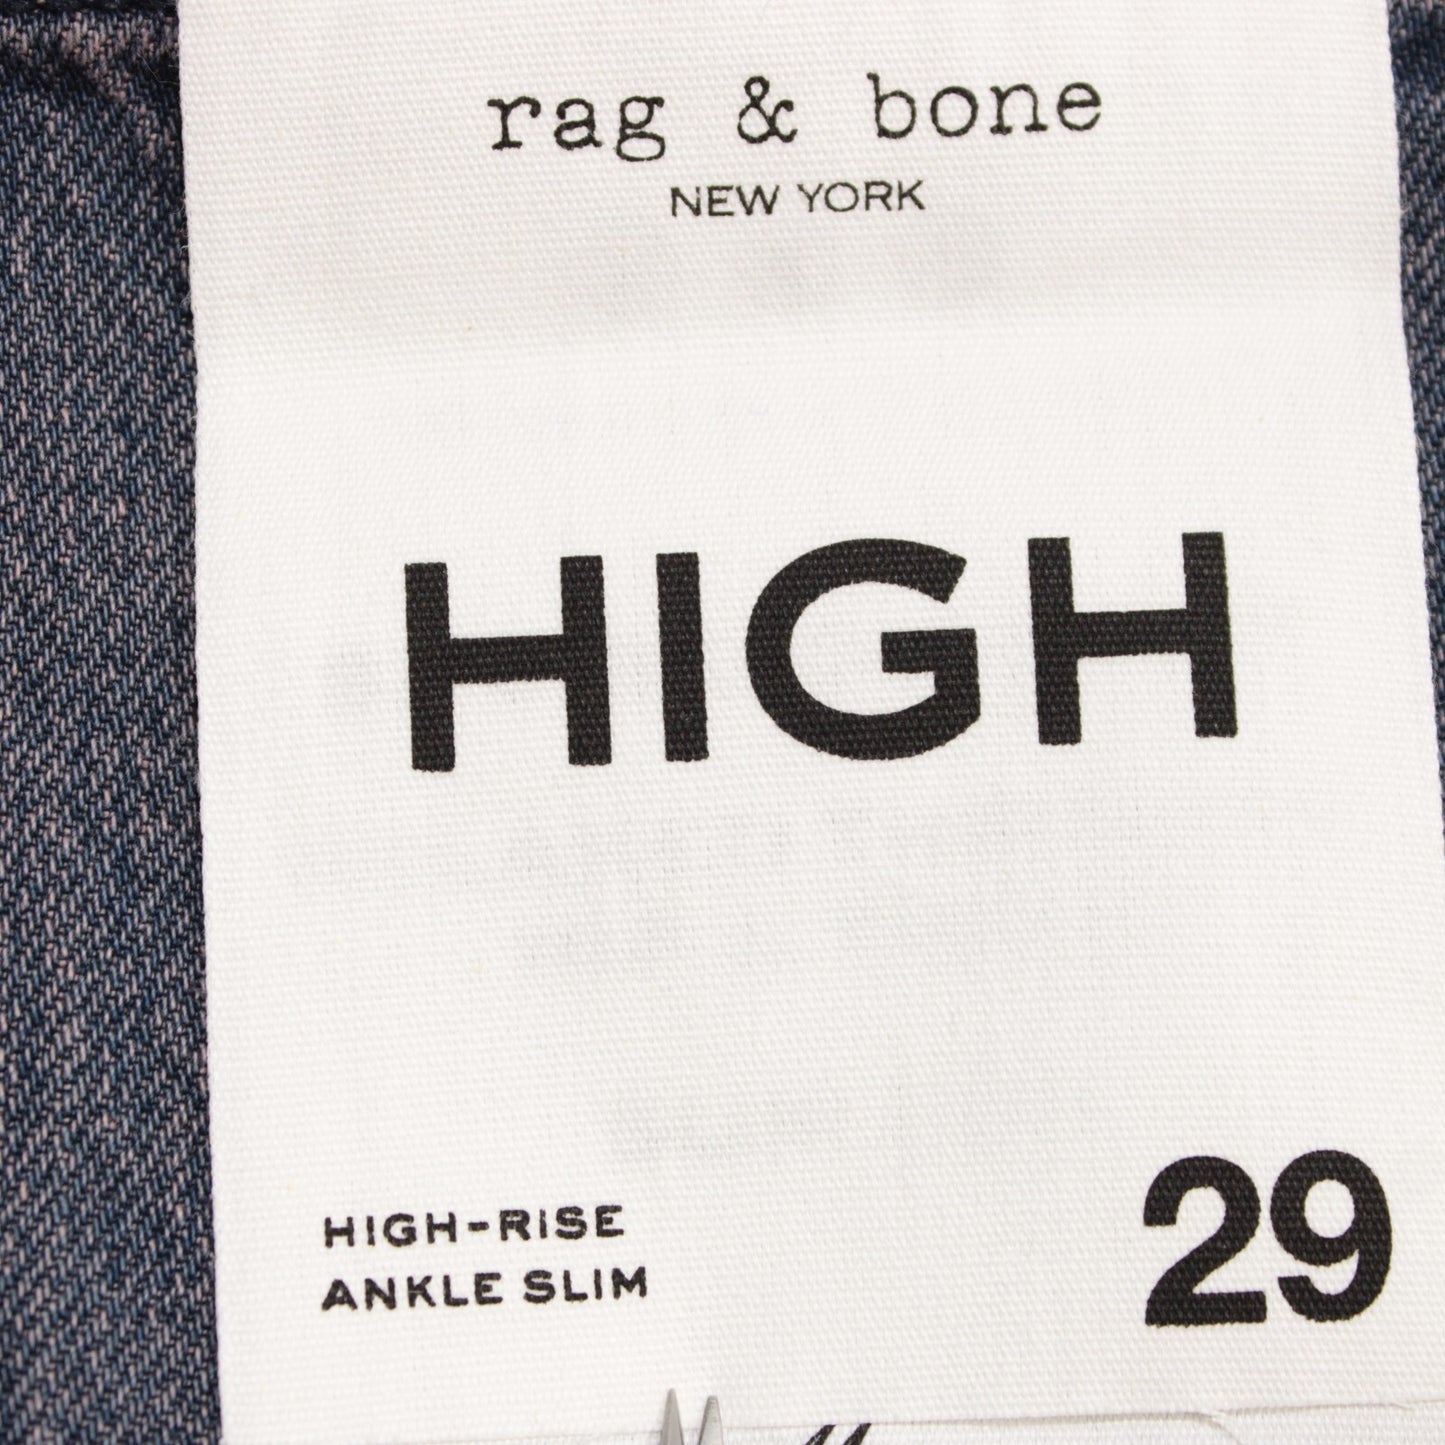 rag & bone
NEW YORK
HIGH
HIGH-RISE
ANKLE SLIM
29